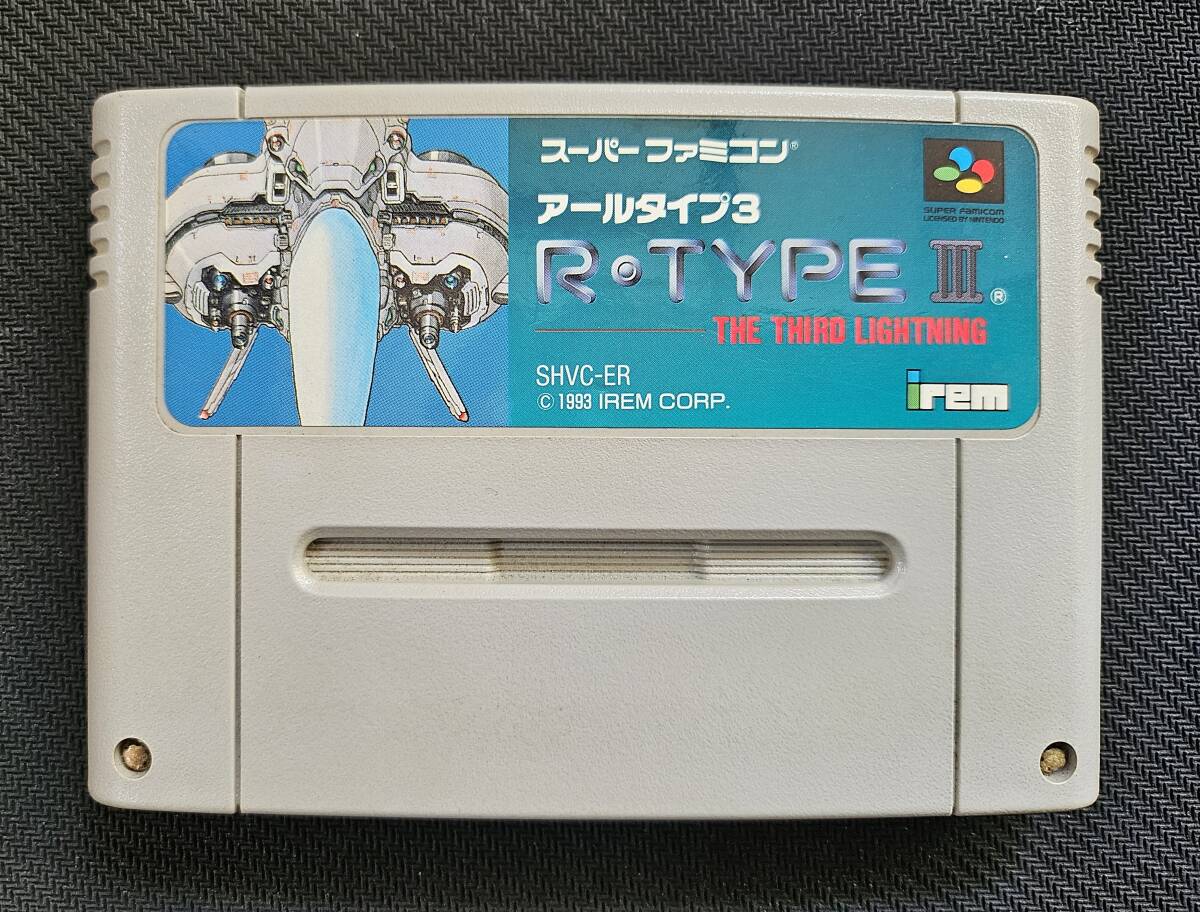 スーパーファミコン®
アールタイプ3
R・TYPE III®
THE THIRD LIGHTNING
SUPER FAMICOM
LICENSED BY NINTENDO
SHVC-ER
© 1993 IREM CORP.
irem